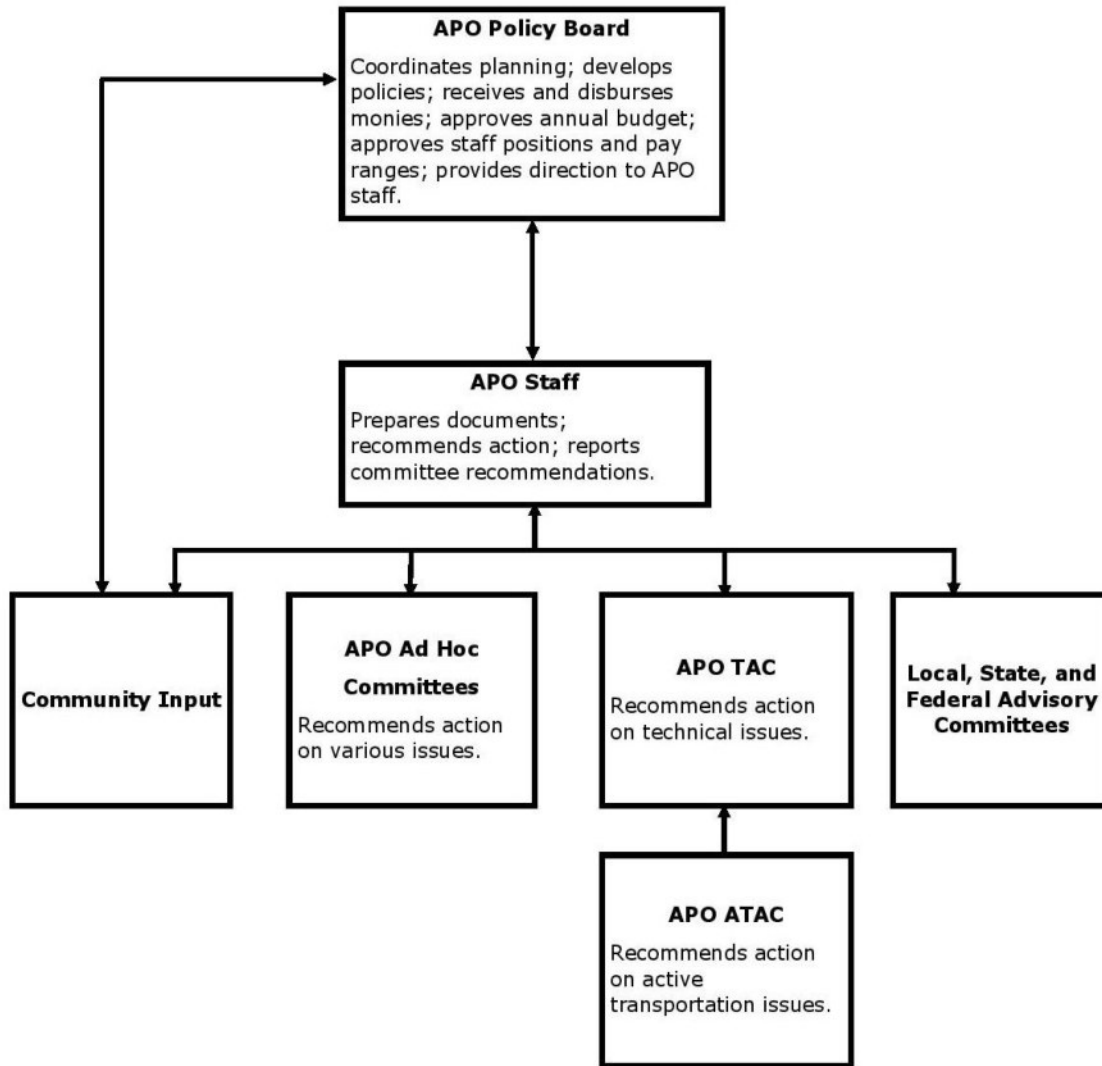 APO Policy Board
Coordinates planning; develops
policies; receives and disburses
monies; approves annual budget;
approves staff positions and pay
ranges; provides direction to APO
staff.
APO Staff
Prepares documents;
recommends action; reports
committee recommendations.
Community Input
APO Ad Hoc
Committees
Recommends action
on various issues.
APO TAC
Recommends action
on technical issues.
Local, State, and
Federal Advisory
Committees
APO ATAC
Recommends action
on active
transportation issues.